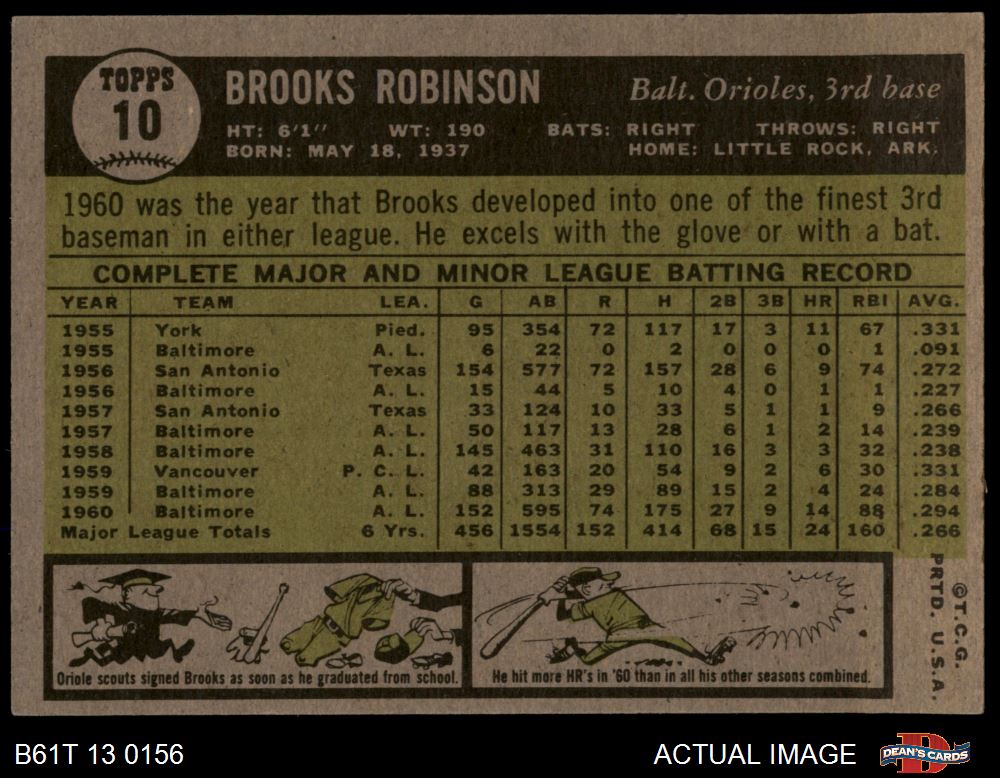 TOPPS
10
BROOKS ROBINSON
Balt. Orioles, 3rd base
HT: 6'1" WT: 190 BATS: RIGHT THROWS: RIGHT
BORN: MAY 18, 1937 HOME: LITTLE ROCK, ARK.
1960 was the year that Brooks developed into one of the finest 3rd
baseman in either league. He excels with the glove or with a bat.
COMPLETE MAJOR AND MINOR LEAGUE BATTING RECORD
YEAR TEAM LEA. G AB R H 2B 3B HR RBI AVG.
1955 York Pied. 95 354 72 117 17 3 11 67 .331
1955 Baltimore A. L. 6 22 0 2 0 0 0 1 .091
1956 San Antonio Texas 154 577 72 157 28 6 9 74 .272
1956 Baltimore A. L. 15 44 5 10 4 0 1 1 .227
1957 San Antonio Texas 33 124 10 33 5 1 1 9 .266
1957 Baltimore A. L. 50 117 13 28 6 1 2 14 .239
1958 Baltimore A. L. 145 463 31 110 16 3 3 32 .238
1959 Vancouver P. C. L. 42 163 20 54 9 2 6 30 .331
1959 Baltimore A. L. 88 313 29 89 15 2 4 24 .284
1960 Baltimore A. L. 152 595 74 175 27 9 14 88 .294
Major League Totals 6 Yrs. 456 1554 152 414 68 15 24 160 .266
Oriole scouts signed Brooks as soon as he graduated from school.
He hit more HR's in '60 than in all his other seasons combined.
©T.C.G.
PRTD. U.S.A.
B61T 13 0156
ACTUAL IMAGE
DEAN'S CARDS